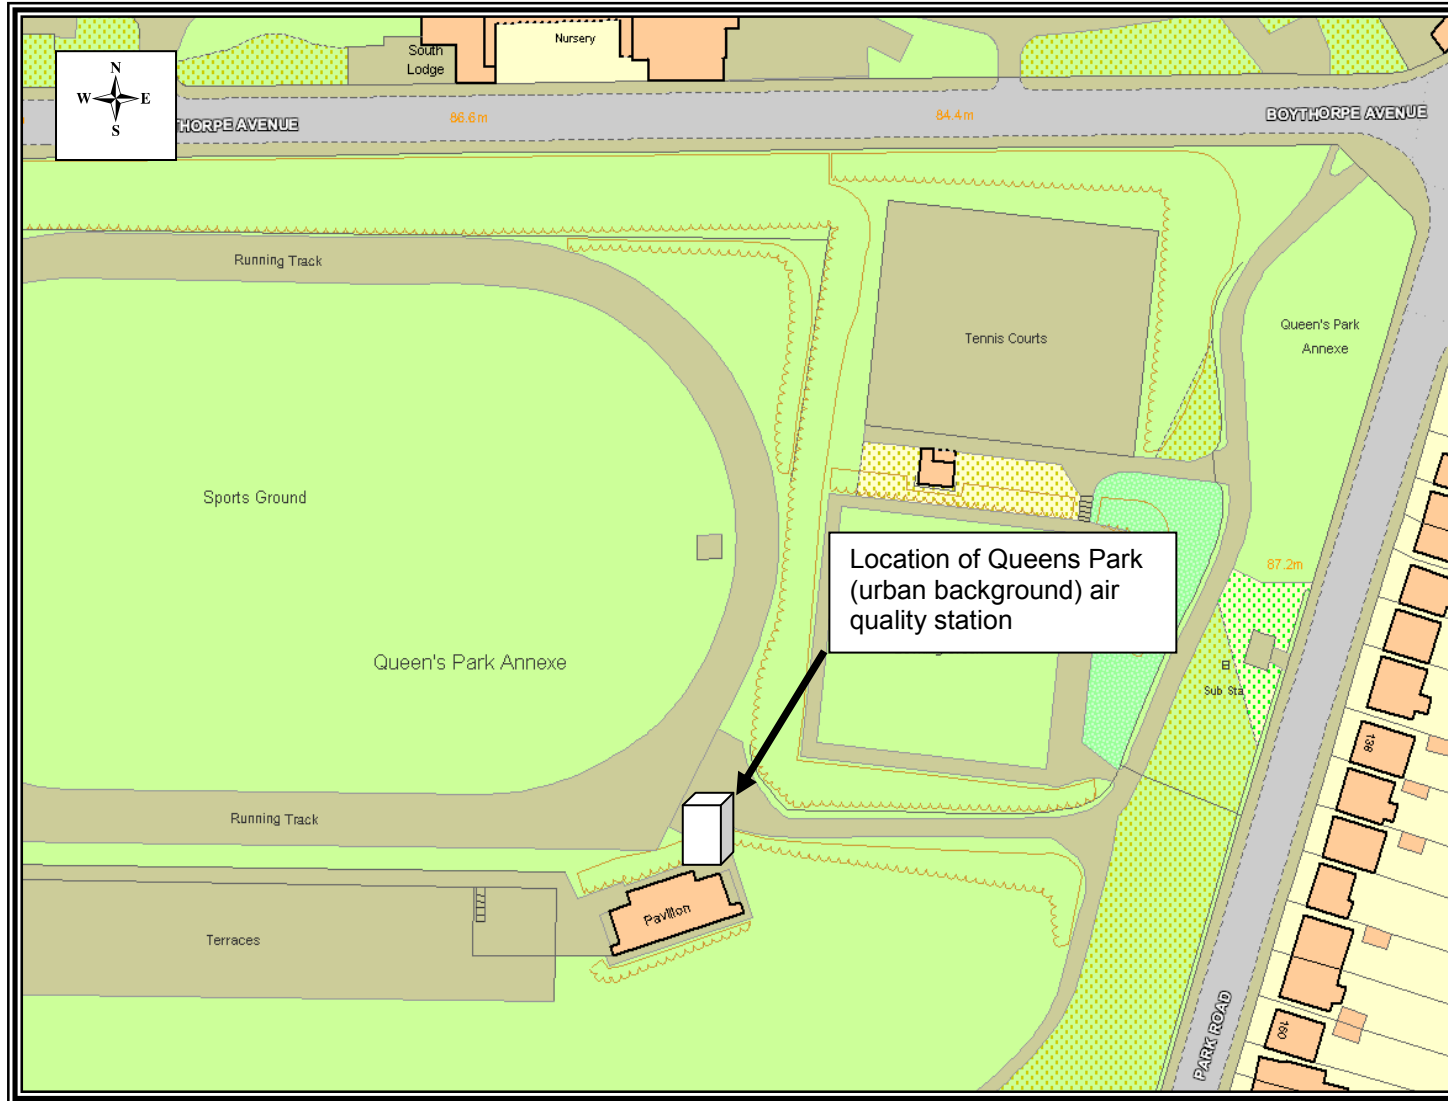 South
Lodge
Nursery
N
W E
S
THORPE AVENUE
86.6m
84.4m
BOYTHORPE AVENUE
Running Track
Tennis Courts
Queen's Park
Annexe
Sports Ground
Location of Queens Park
(urban background) air
quality station
87.2m
Queen's Park Annexe
El
Sub Sta
138
Running Track
Pavilion
Terraces
PARK ROAD
160